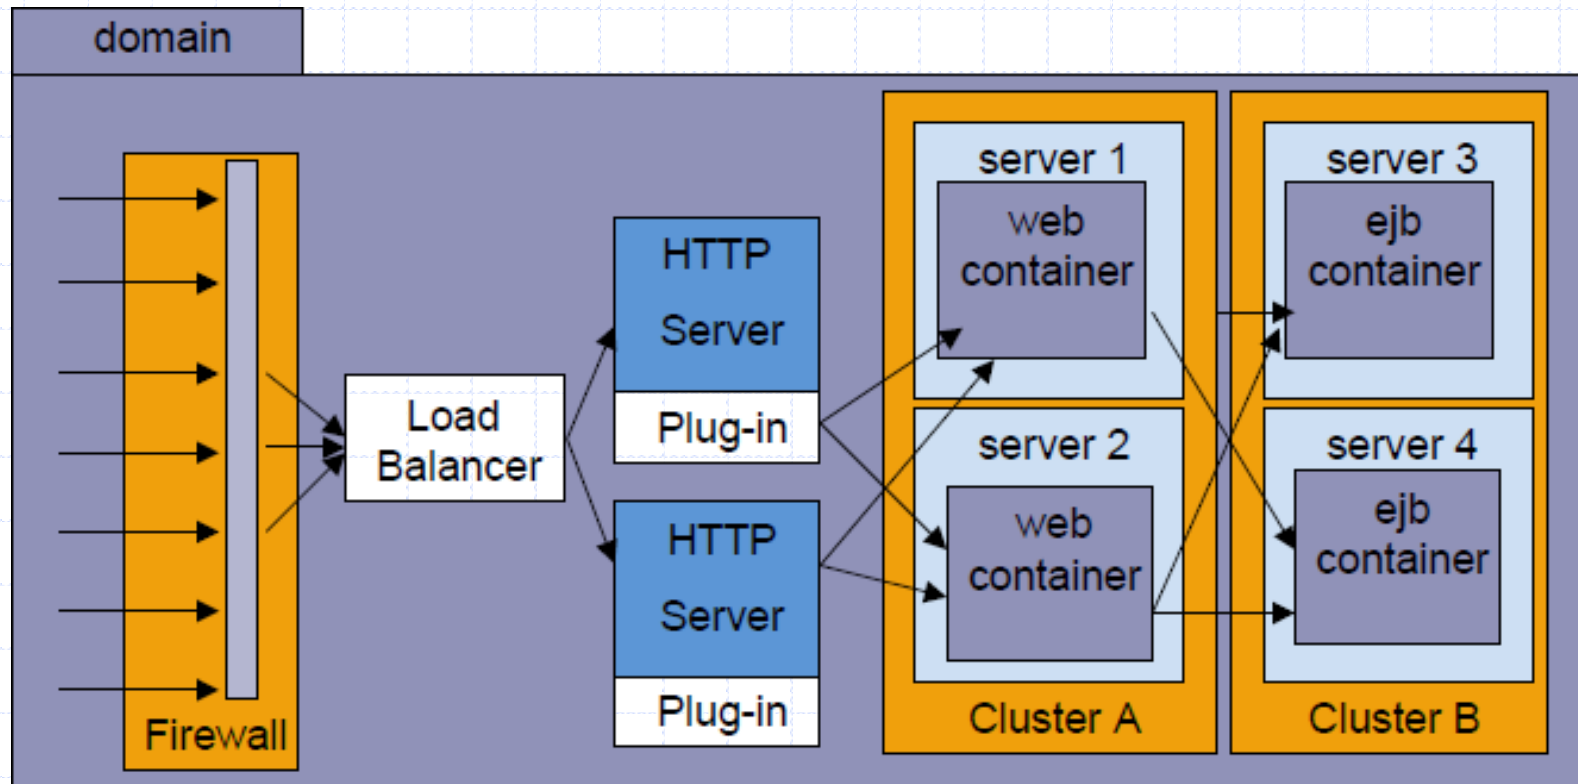 domain
Firewall
Load
Balancer
HTTP
Server
Plug-in
HTTP
Server
Plug-in
server 1
web
container
server 2
web
container
Cluster A
server 3
ejb
container
server 4
ejb
container
Cluster B